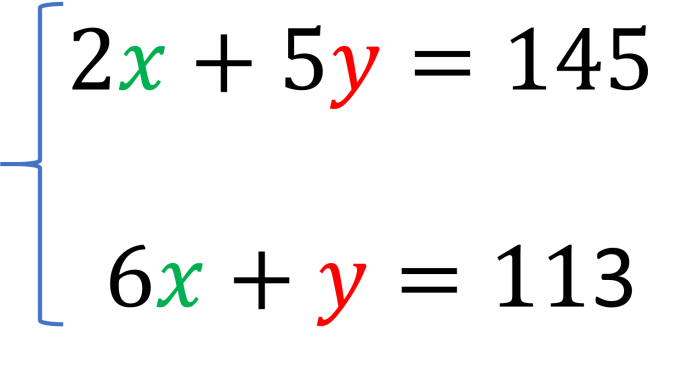 2x + 5y = 145
6x + y = 113